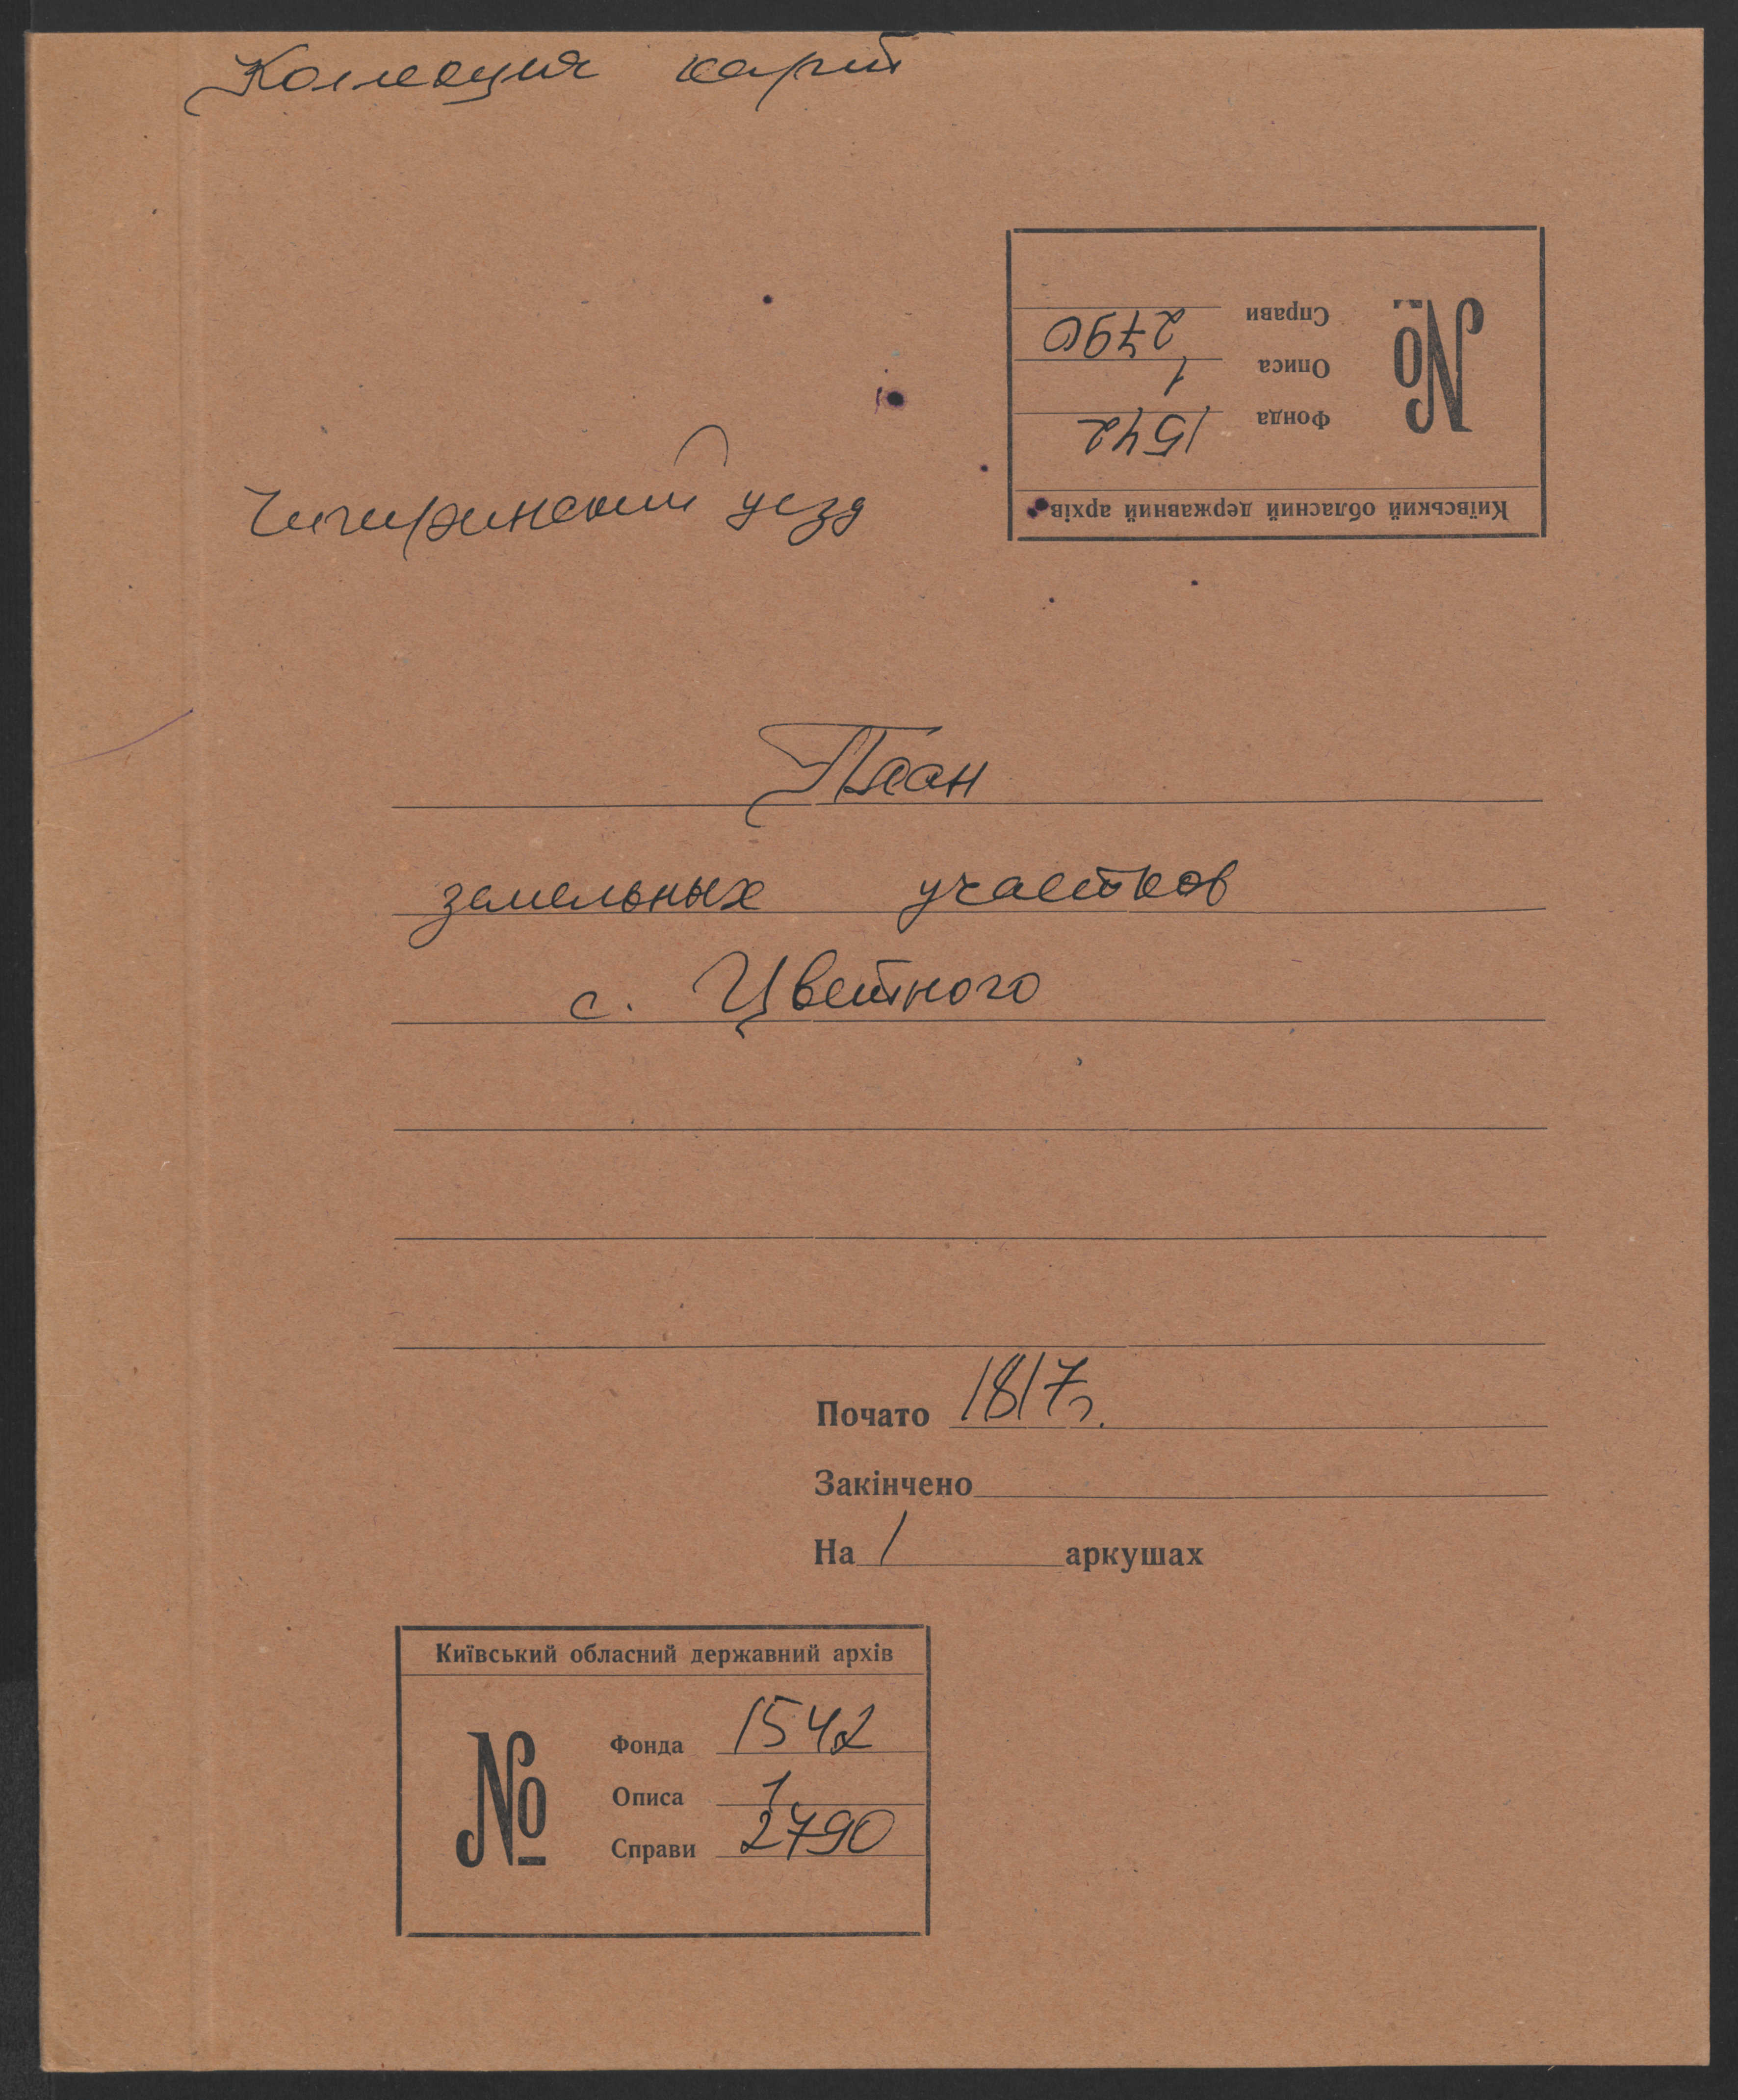 Коллекция карт
Справи 2790
Описа 1
Фонда 1542
№
Київський обласний державний архів
Чигиринский уезд
План
земельных участков
с. Цветного
Почато 1817г.
Закінчено
На 1 аркушах
Київський обласний державний архів
№
Фонда 1542
Описа 1
Справи 2790